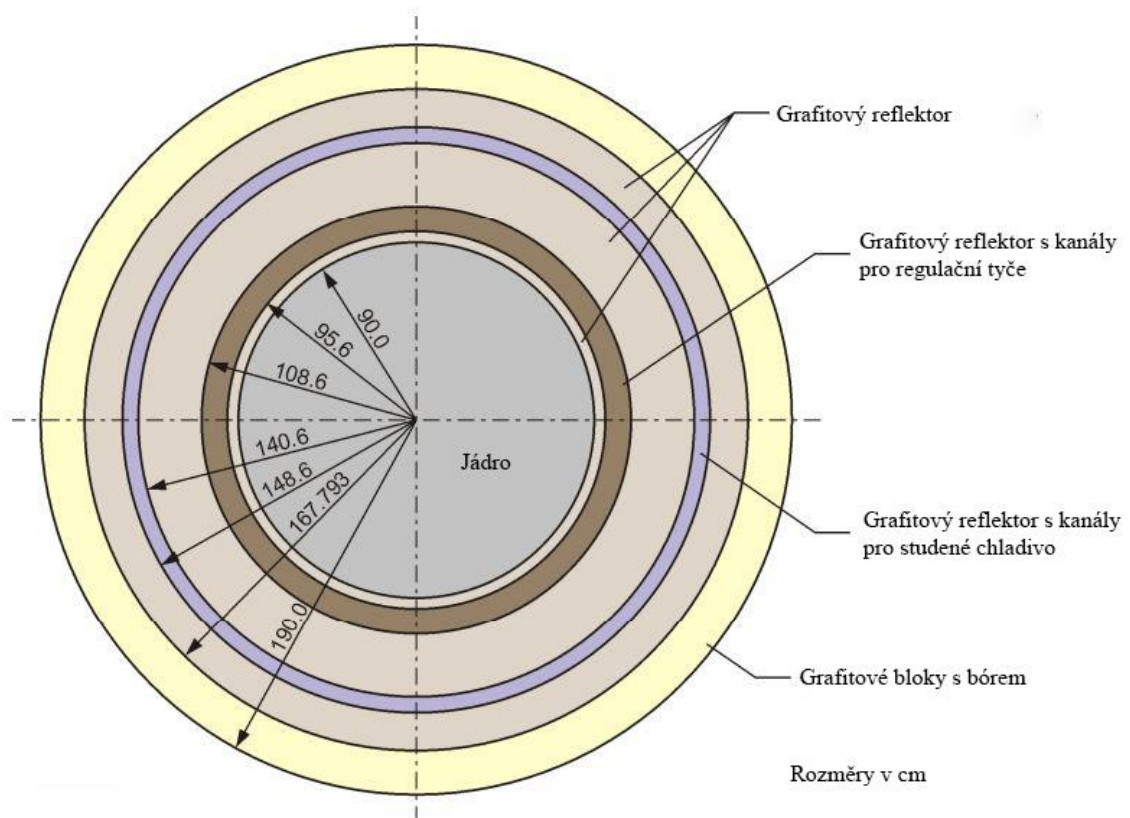 Grafitový reflektor
Grafitový reflektor s kanály
pro regulační tyče
90.0
95.6
108.6
140.6
148.6
167.793
190.0
Jádro
Grafitový reflektor s kanály
pro studené chladivo
Grafitové bloky s bórem
Rozměry v cm